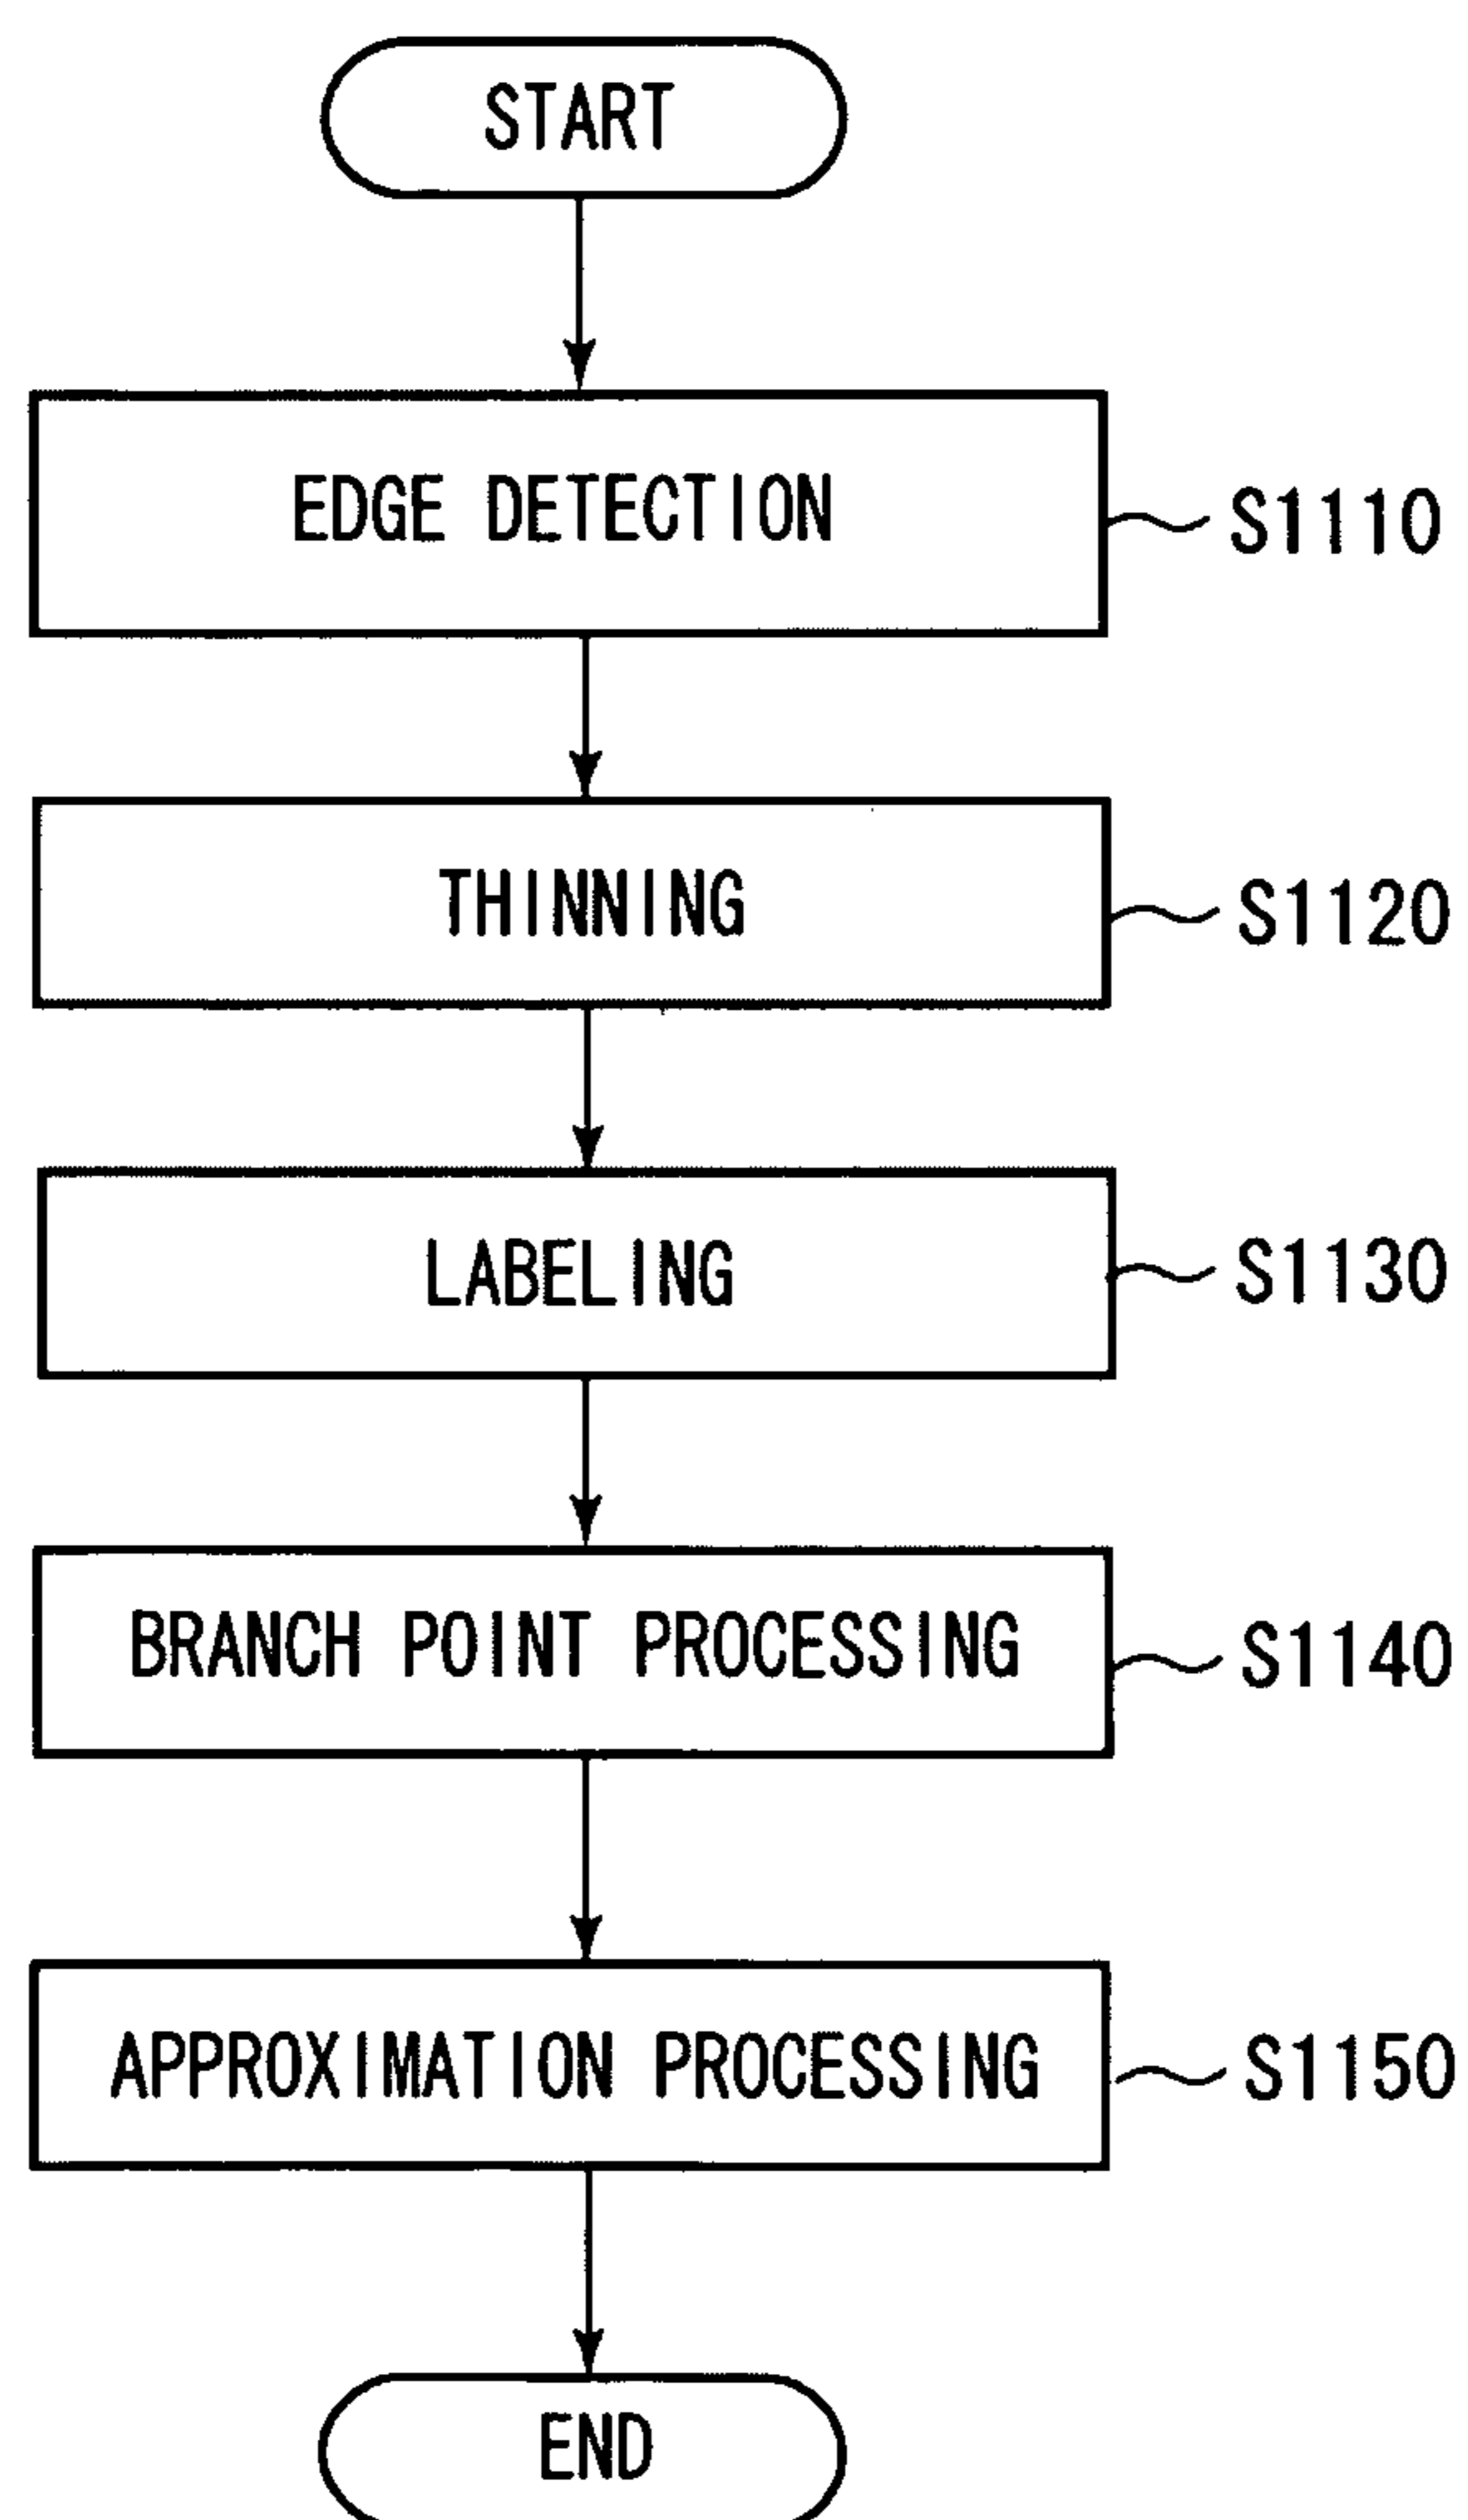 START
EDGE DETECTION
S1110
THINNING
S1120
LABELING
S1130
BRANCH POINT PROCESSING
S1140
APPROXIMATION PROCESSING
S1150
END